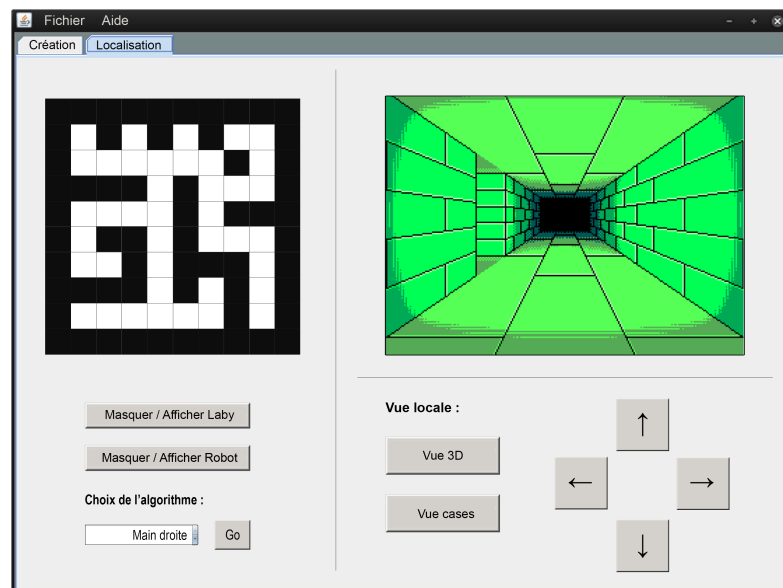 Fichier Aide
Création Localisation
Masquer / Afficher Laby
Masquer / Afficher Robot
Choix de l'algorithme :
Main droite Go
Vue locale :
Vue 3D
Vue cases
↑
← →
↓